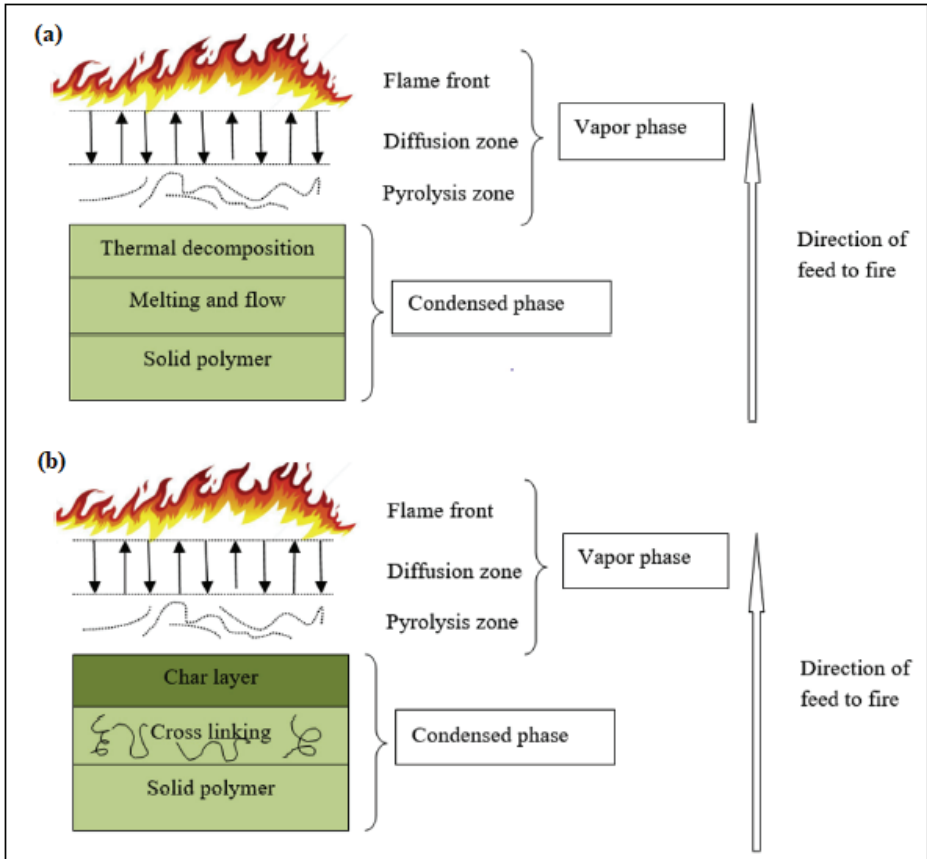 (a)
Flame front
Diffusion zone
Pyrolysis zone
Vapor phase
Thermal decomposition
Melting and flow
Solid polymer
Condensed phase
Direction of
feed to fire
(b)
Flame front
Diffusion zone
Pyrolysis zone
Vapor phase
Char layer
Cross linking
Solid polymer
Condensed phase
Direction of
feed to fire